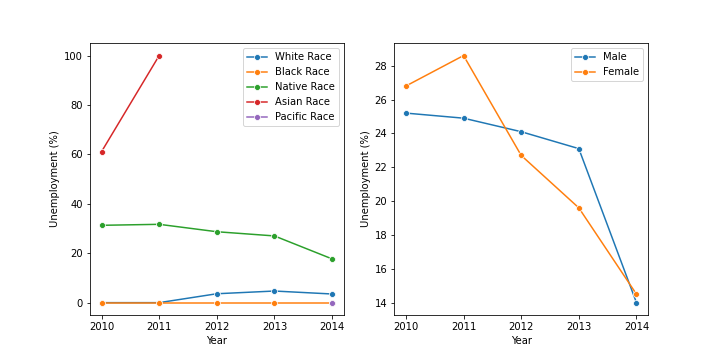 100
80
60
40
20
0
Unemployment (%)
2010 2011 2012 2013 2014
Year
White Race
Black Race
Native Race
Asian Race
Pacific Race
28
26
24
22
20
18
16
14
Unemployment (%)
2010 2011 2012 2013 2014
Year
Male
Female